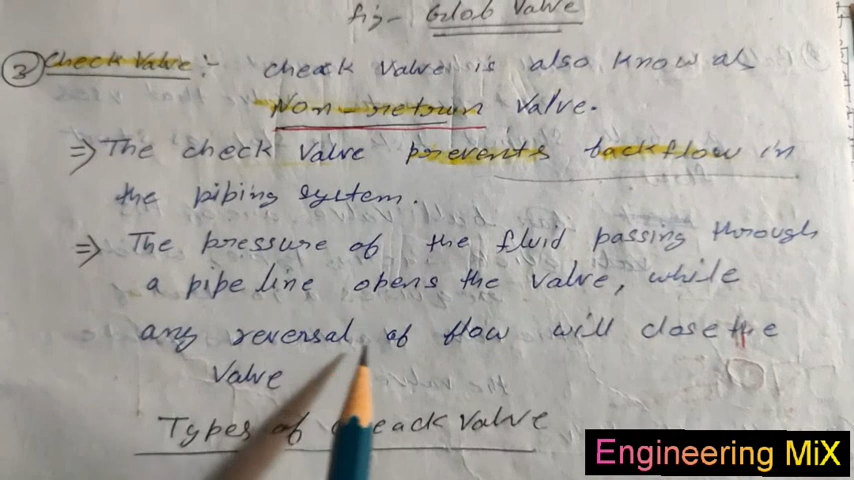 fig- Glob Valve
③ Check Valve:- check valve is also know as
Non-return valve.
⇒ The check valve prevents backflow in
the piping system.
⇒ The pressure of the fluid passing through
a pipe line opens the valve, while
any reversal of flow will close the
Valve
Types of Valve
Engineering MiX